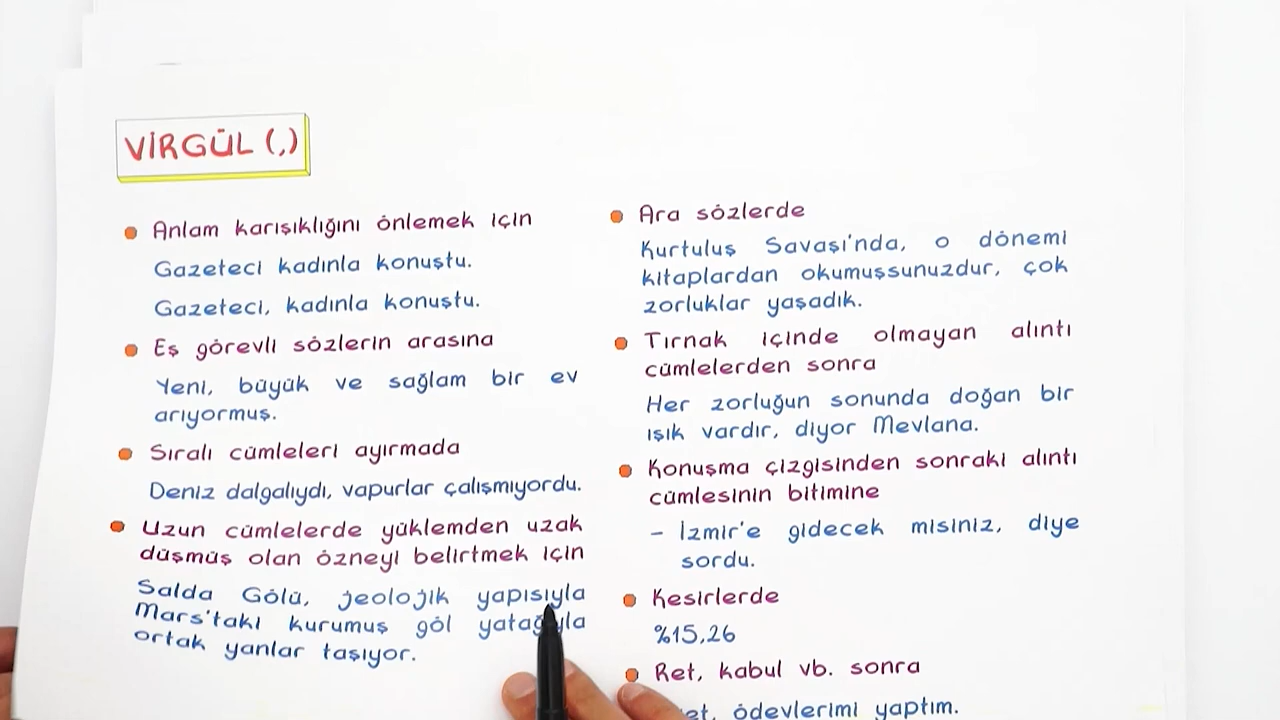 VİRGÜL (,)
Anlam karışıklığını önlemek için
Gazeteci kadınla konuştu.
Gazeteci, kadınla konuştu.
Eş görevli sözlerin arasına
Yeni, büyük ve sağlam bir ev
arıyormuş.
Sıralı cümleleri ayırmada
Deniz dalgalıydı, vapurlar çalışmıyordu.
Uzun cümlelerde yüklemden uzak
düşmüş olan özneyi belirtmek için
Salda Gölü, jeolojik yapısıyla
Mars'taki kurumuş göl yatağıyla
ortak yanlar taşıyor.
Ara sözlerde
Kurtuluş Savaşı'nda, o dönemi
kitaplardan okumuşsunuzdur, çok
zorluklar yaşadık.
Tırnak içinde olmayan alıntı
cümlelerden sonra
Her zorluğun sonunda doğan bir
ışık vardır, diyor Mevlana.
Konuşma çizgisinden sonraki alıntı
cümlesinin bitimine
– İzmir'e gidecek misiniz, diye
sordu.
Kesirlerde
%15,26
Ret, kabul vb. sonra
ödevlerimi yaptım.